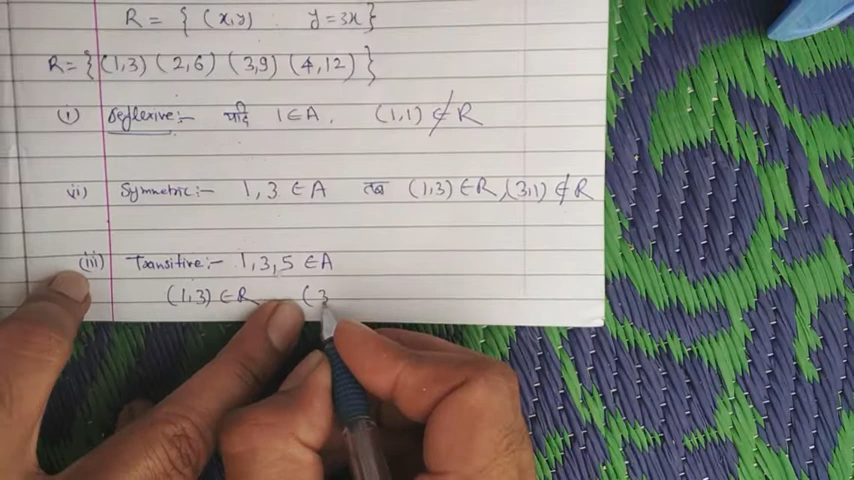 R = { (x,y) y = 3x }
R = { (1,3) (2,6) (3,9) (4,12) }
(i) Reflexive :- यदि 1 ∈ A, (1,1) ∉ R
(ii) Symmetric :- 1,3 ∈ A तब (1,3) ∈ R, (3,1) ∉ R
(iii) Transitive :- 1,3,5 ∈ A
(1,3) ∈ R (3